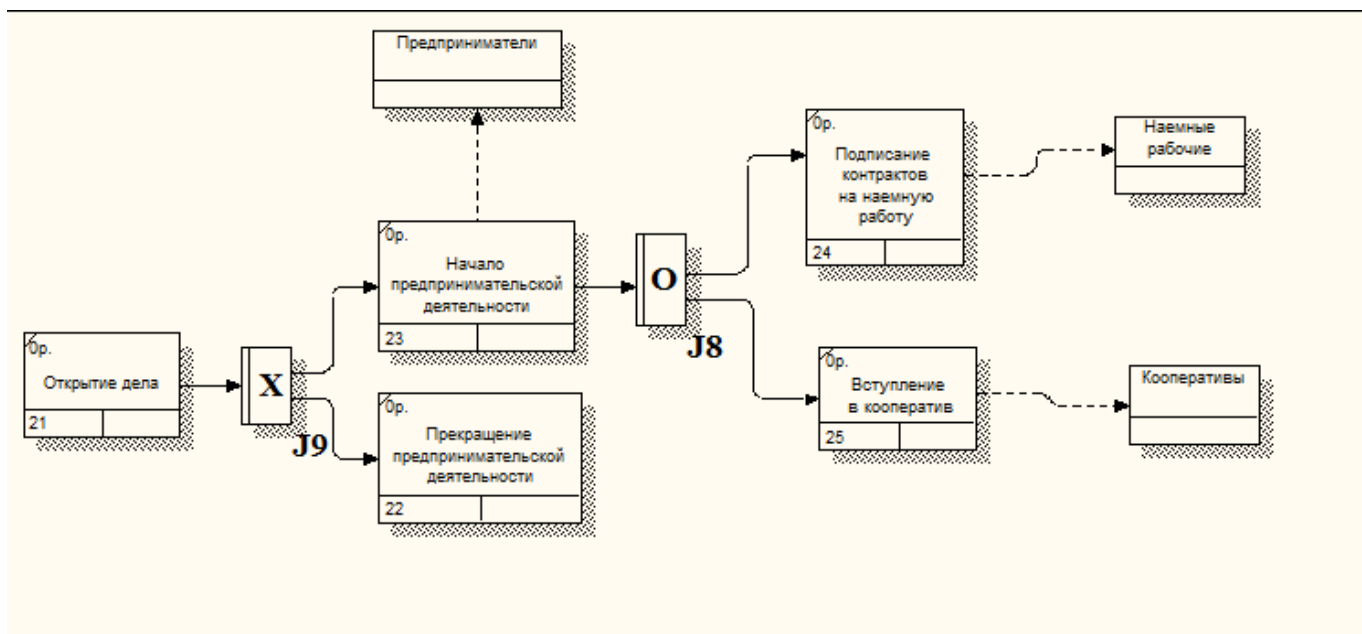 Предприниматели
0р.
Подписание
контрактов
на наемную
работу
24
Наемные
рабочие
0р.
Начало
предпринимательской
деятельности
23
O
J8
0р.
Открытие дела
21
X
J9
0р.
Прекращение
предпринимательской
деятельности
22
0р.
Вступление
в кооператив
25
Кооперативы